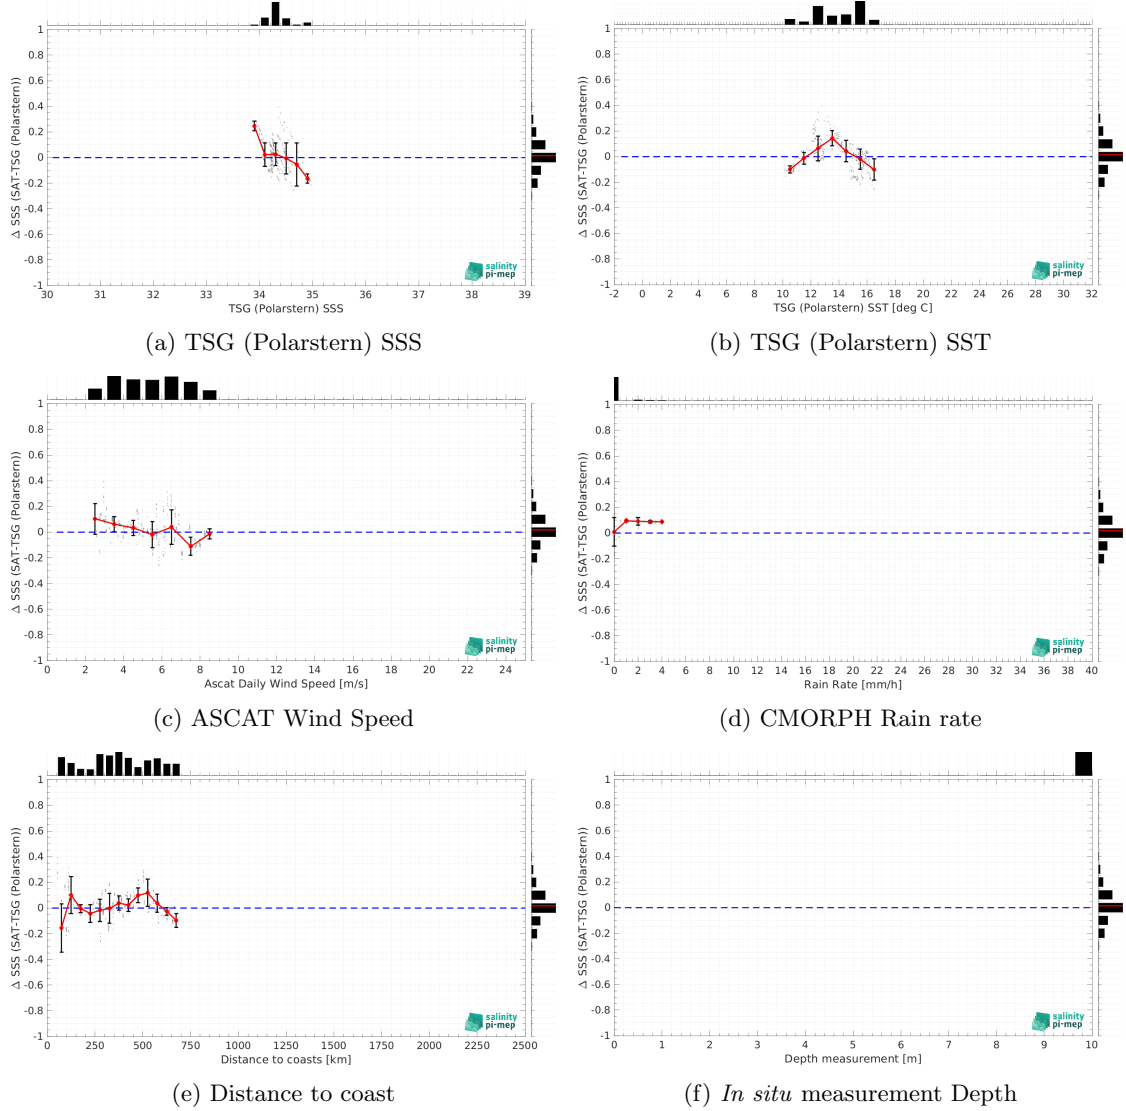 1
0.8
0.6
0.4
0.2
0
-0.2
-0.4
-0.6
-0.8
-1
Δ SSS (SAT-TSG (Polarstern))
30 31 32 33 34 35 36 37 38 39
TSG (Polarstern) SSS
salinity
pi-mep
(a) TSG (Polarstern) SSS
1
0.8
0.6
0.4
0.2
0
-0.2
-0.4
-0.6
-0.8
-1
Δ SSS (SAT-TSG (Polarstern))
-2 0 2 4 6 8 10 12 14 16 18 20 22 24 26 28 30 32
TSG (Polarstern) SST [deg C]
salinity
pi-mep
(b) TSG (Polarstern) SST
1
0.8
0.6
0.4
0.2
0
-0.2
-0.4
-0.6
-0.8
-1
Δ SSS (SAT-TSG (Polarstern))
0 2 4 6 8 10 12 14 16 18 20 22 24
Ascat Daily Wind Speed [m/s]
salinity
pi-mep
(c) ASCAT Wind Speed
1
0.8
0.6
0.4
0.2
0
-0.2
-0.4
-0.6
-0.8
-1
Δ SSS (SAT-TSG (Polarstern))
0 2 4 6 8 10 12 14 16 18 20 22 24 26 28 30 32 34 36 38 40
Rain Rate [mm/h]
salinity
pi-mep
(d) CMORPH Rain rate
1
0.8
0.6
0.4
0.2
0
-0.2
-0.4
-0.6
-0.8
-1
Δ SSS (SAT-TSG (Polarstern))
0 250 500 750 1000 1250 1500 1750 2000 2250 2500
Distance to coasts [km]
salinity
pi-mep
(e) Distance to coast
1
0.8
0.6
0.4
0.2
0
-0.2
-0.4
-0.6
-0.8
-1
Δ SSS (SAT-TSG (Polarstern))
0 1 2 3 4 5 6 7 8 9 10
Depth measurement [m]
salinity
pi-mep
(f) In situ measurement Depth